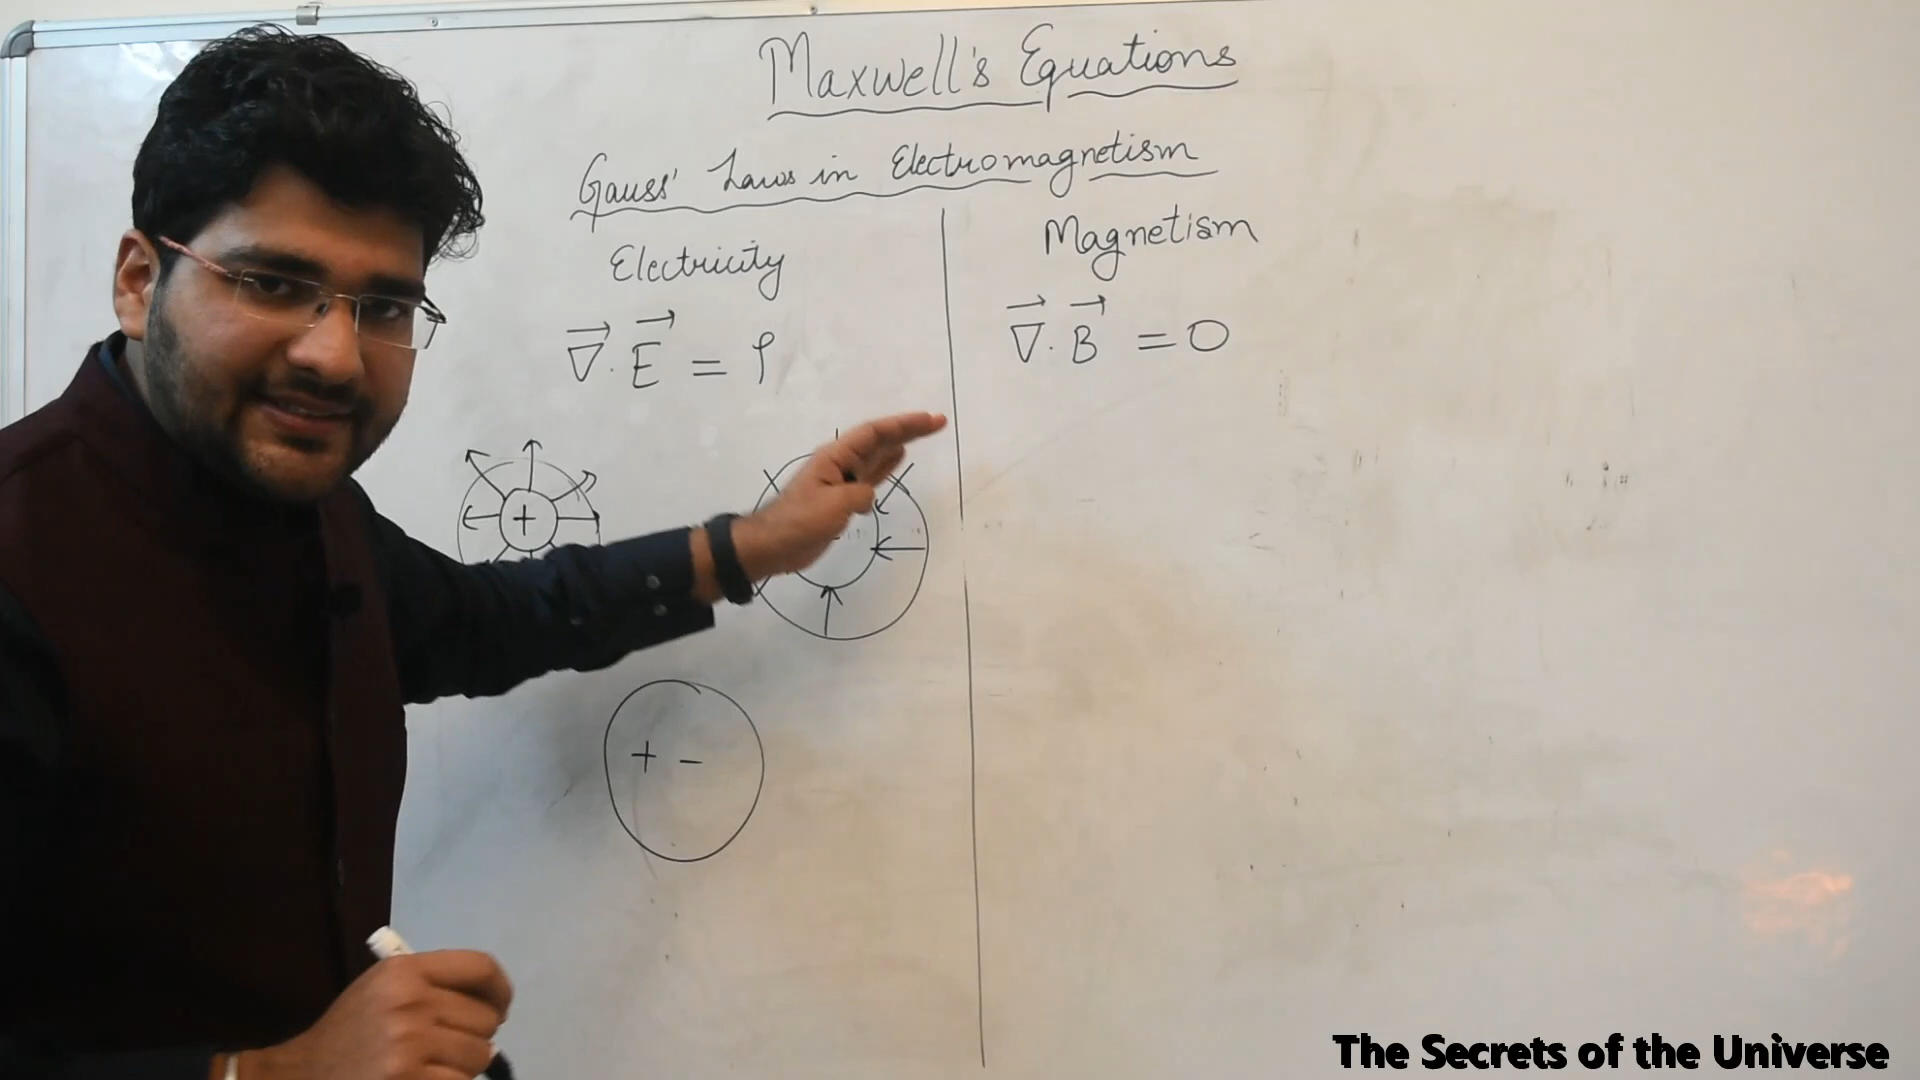 Maxwell's Equations
Gauss' Laws in Electromagnetism
Electricity
∇⃗ · E⃗ = ρ
+
-
+ -
Magnetism
∇⃗ · B⃗ = 0
The Secrets of the Universe